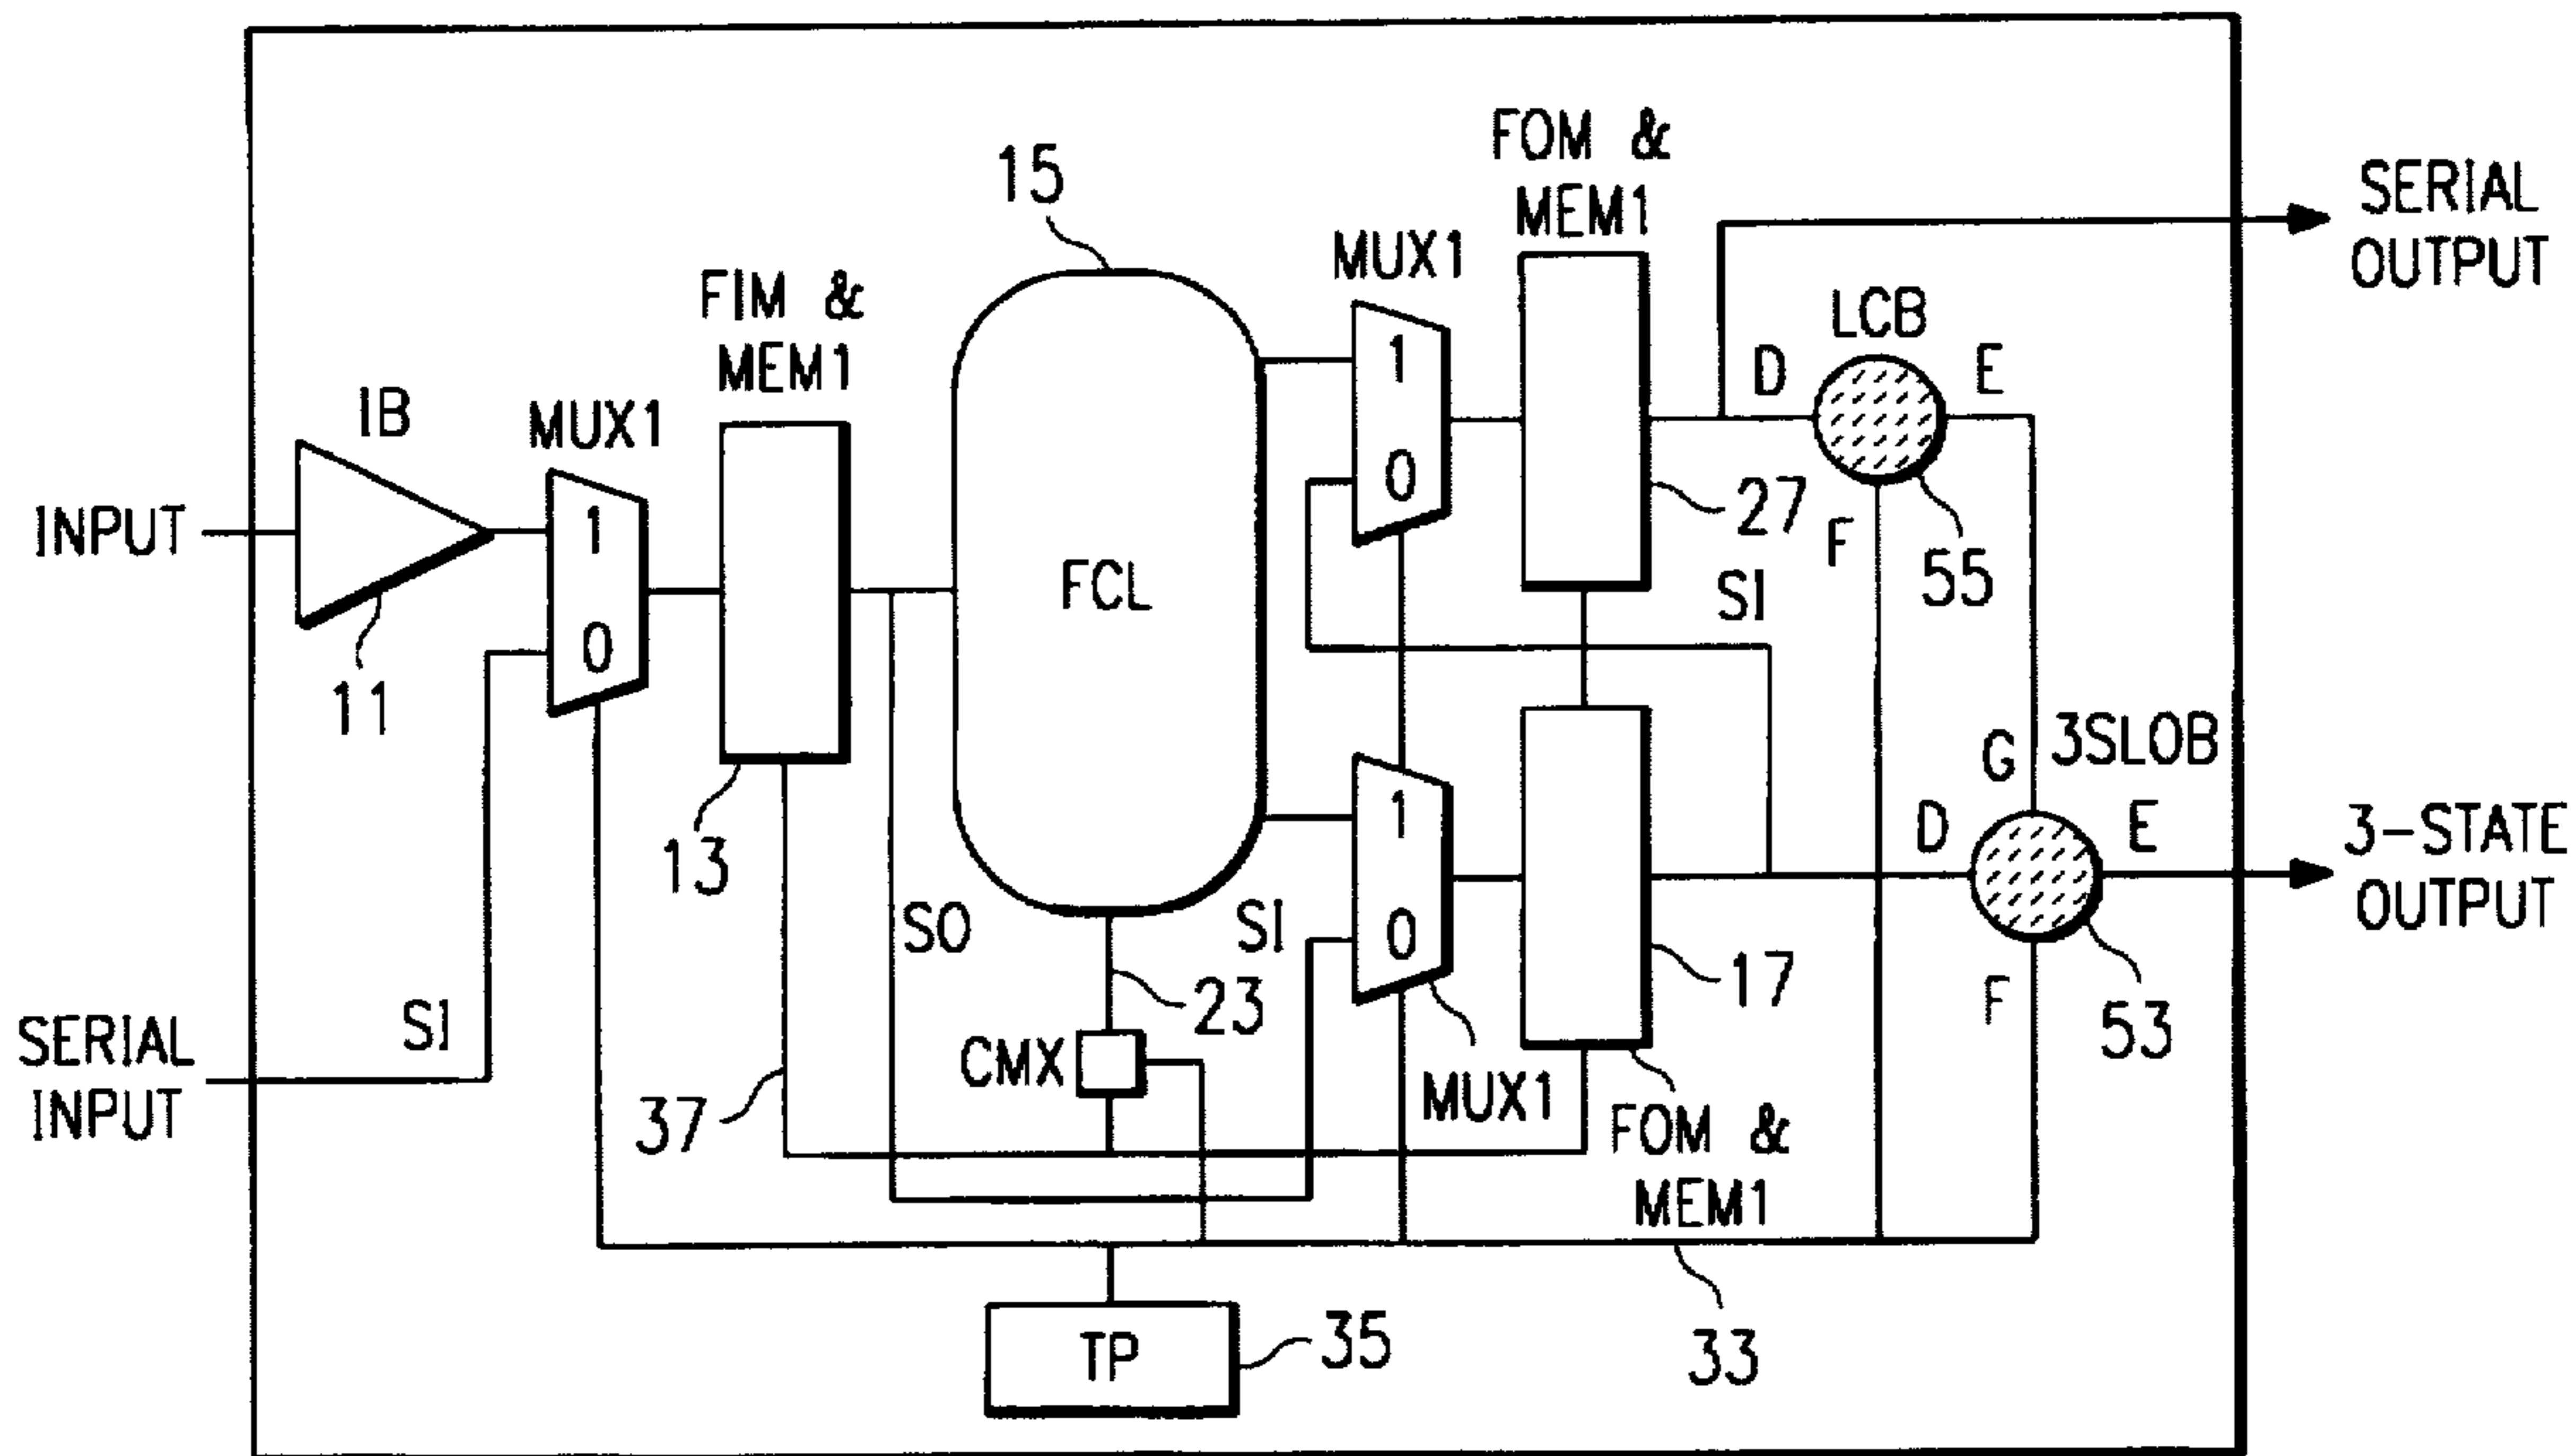 FOM &
MEM1
SERIAL
OUTPUT
15
MUX1
FIM &
MEM1
LCB
1
D
E
IB
MUX1
0
27
F
55
INPUT
1
FCL
SI
0
11
3SLOB
G
13
1
D
E
3-STATE
OUTPUT
SO
SI
0
17
23
F
53
SI
SERIAL
INPUT
CMX
37
MUX1
FOM &
MEM1
TP
35
33